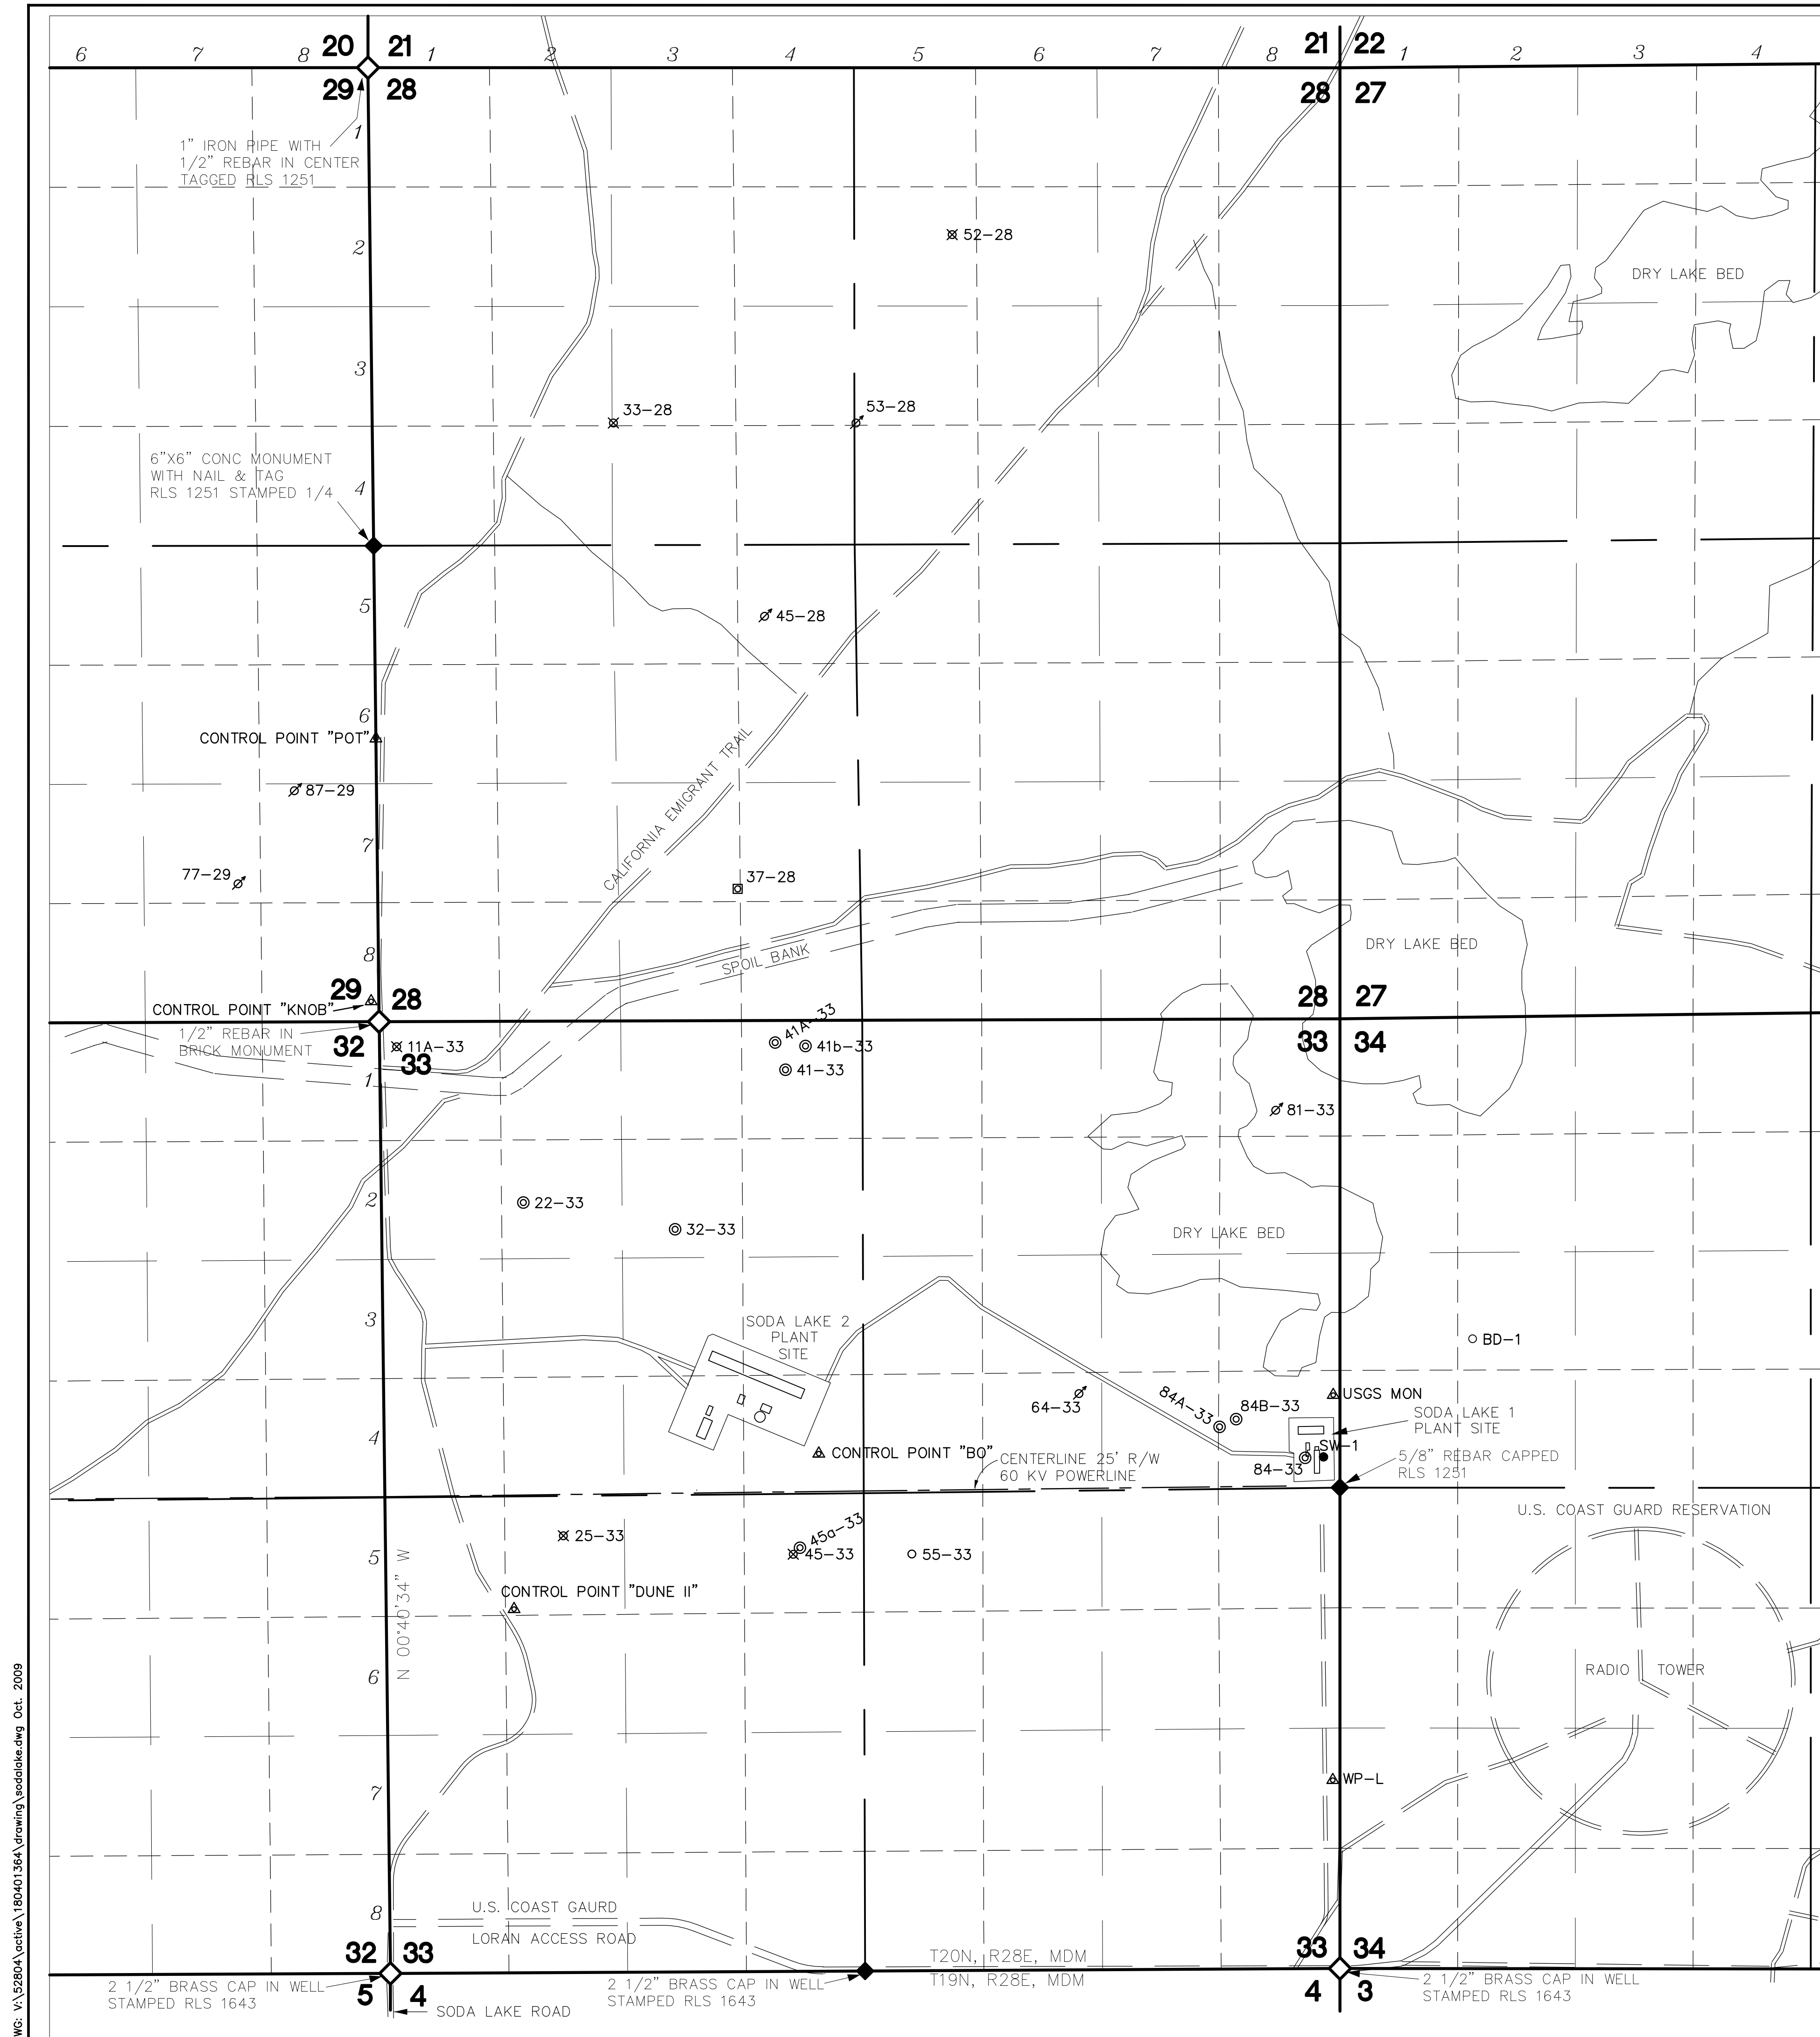 6 7 8 20 21 1 2 3 4 5 6 7 8 21 22 1 2 3 4
29 28
28 27
1
1" IRON PIPE WITH
1/2" REBAR IN CENTER
TAGGED RLS 1251
2
52-28
DRY LAKE BED
3
33-28
53-28
6"X6" CONC MONUMENT
WITH NAIL & TAG
RLS 1251 STAMPED 1/4
4
5
45-28
6
CONTROL POINT "POT"
CALIFORNIA EMIGRANT TRAIL
87-29
7
77-29
37-28
8
SPOIL BANK
DRY LAKE BED
29 28
28 27
CONTROL POINT "KNOB"
1/2" REBAR IN
BRICK MONUMENT
32 33
33 34
11A-33
41A-33
41b-33
41-33
1
81-33
2
22-33
32-33
DRY LAKE BED
3
SODA LAKE 2
PLANT
SITE
BD-1
64-33
84A-33
84B-33
USGS MON
SODA LAKE 1
PLANT SITE
4
CONTROL POINT "BO"
CENTERLINE 25' R/W
60 KV POWERLINE
SW-1
84-33
5/8" REBAR CAPPED
RLS 1251
U.S. COAST GUARD RESERVATION
25-33
45a-33
45-33
55-33
5
N 00°40'34" W
CONTROL POINT "DUNE II"
6
RADIO TOWER
7
WP-L
8
U.S. COAST GAURD
LORAN ACCESS ROAD
32 33
33 34
T20N, R28E, MDM
T19N, R28E, MDM
2 1/2" BRASS CAP IN WELL
STAMPED RLS 1643
5 4
2 1/2" BRASS CAP IN WELL
STAMPED RLS 1643
4 3
2 1/2" BRASS CAP IN WELL
STAMPED RLS 1643
SODA LAKE ROAD
WG: V:\52804\active\180401364\drawing\sodalake.dwg Oct. 2009